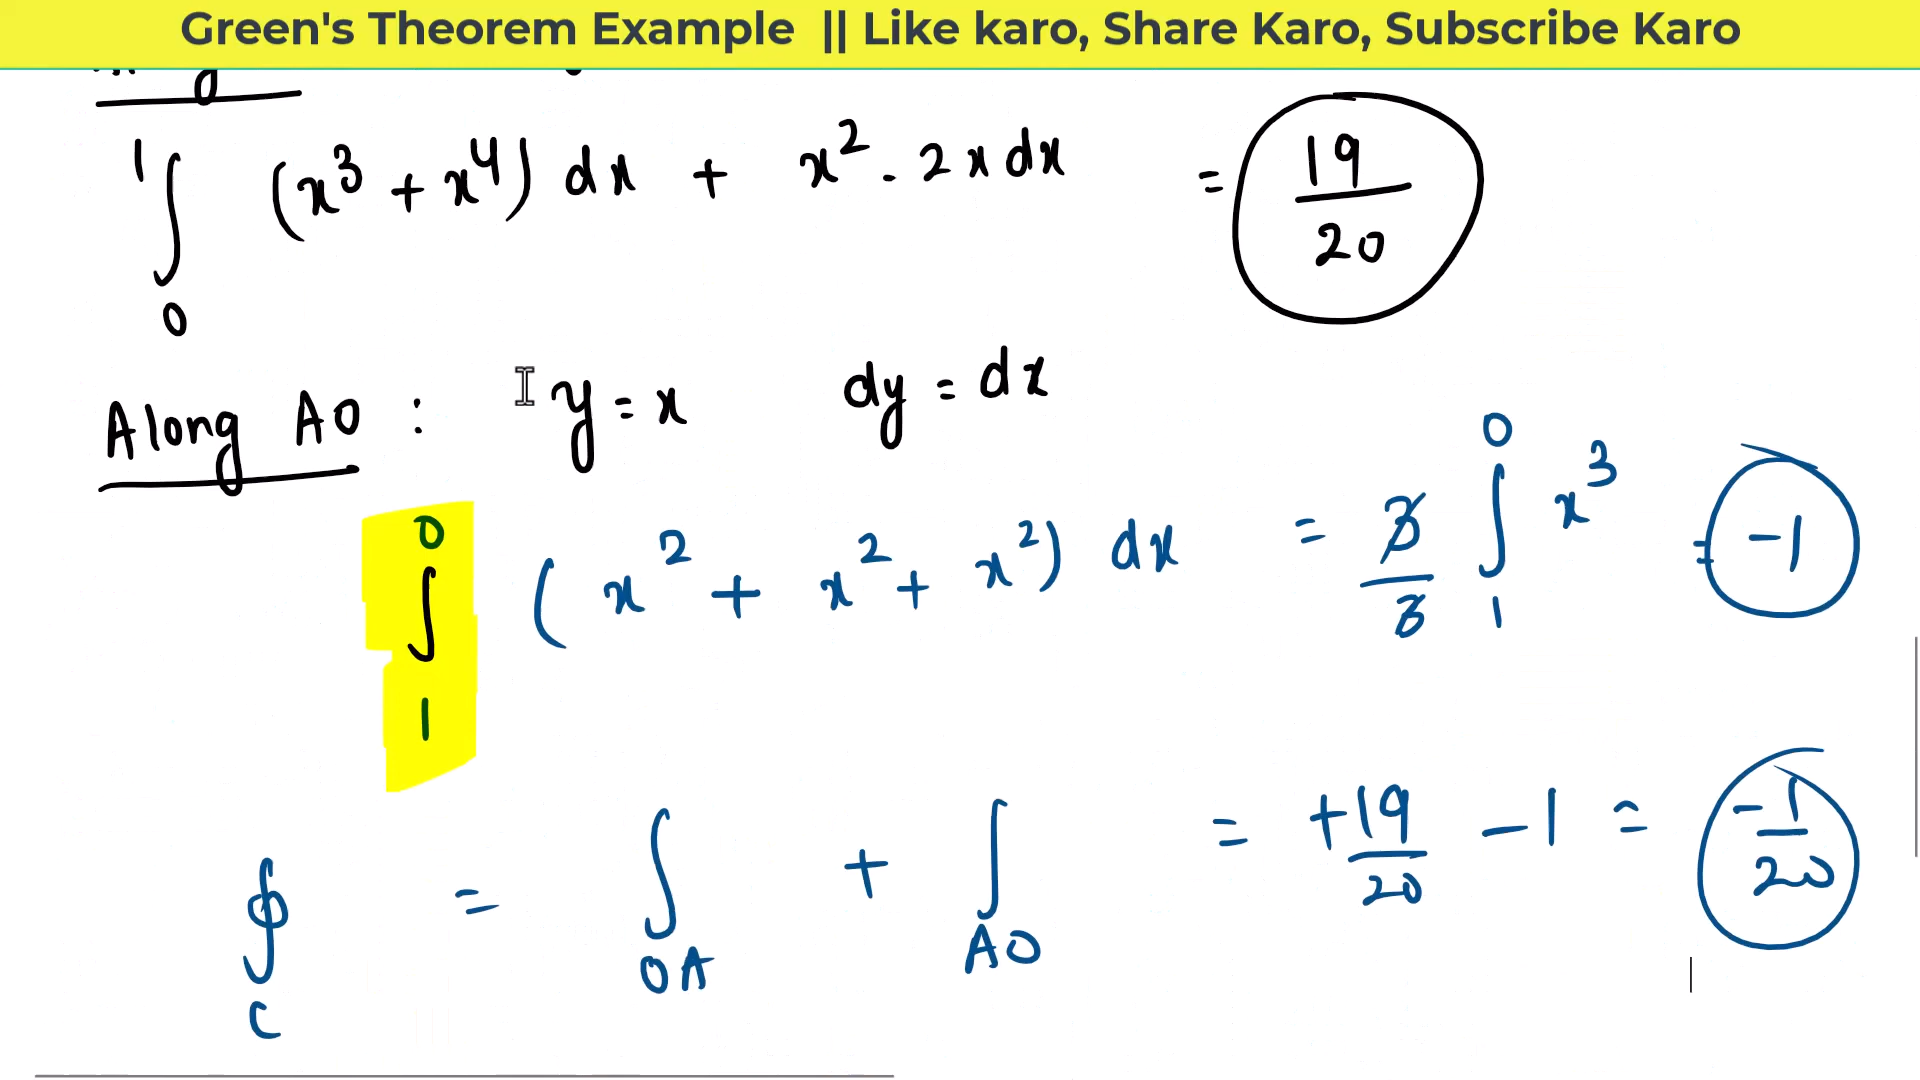 Green's Theorem Example || Like karo, Share Karo, Subscribe Karo
∫₀¹ (x³ + x⁴) dx + x² . 2x dx = 19/20
Along AO : y = x dy = dx
∫₁⁰ (x² + x² + x²) dx = 3/3 ∫₁⁰ x³ = -1
∮_C = ∫_OA + ∫_AO = +19/20 - 1 = -1/20